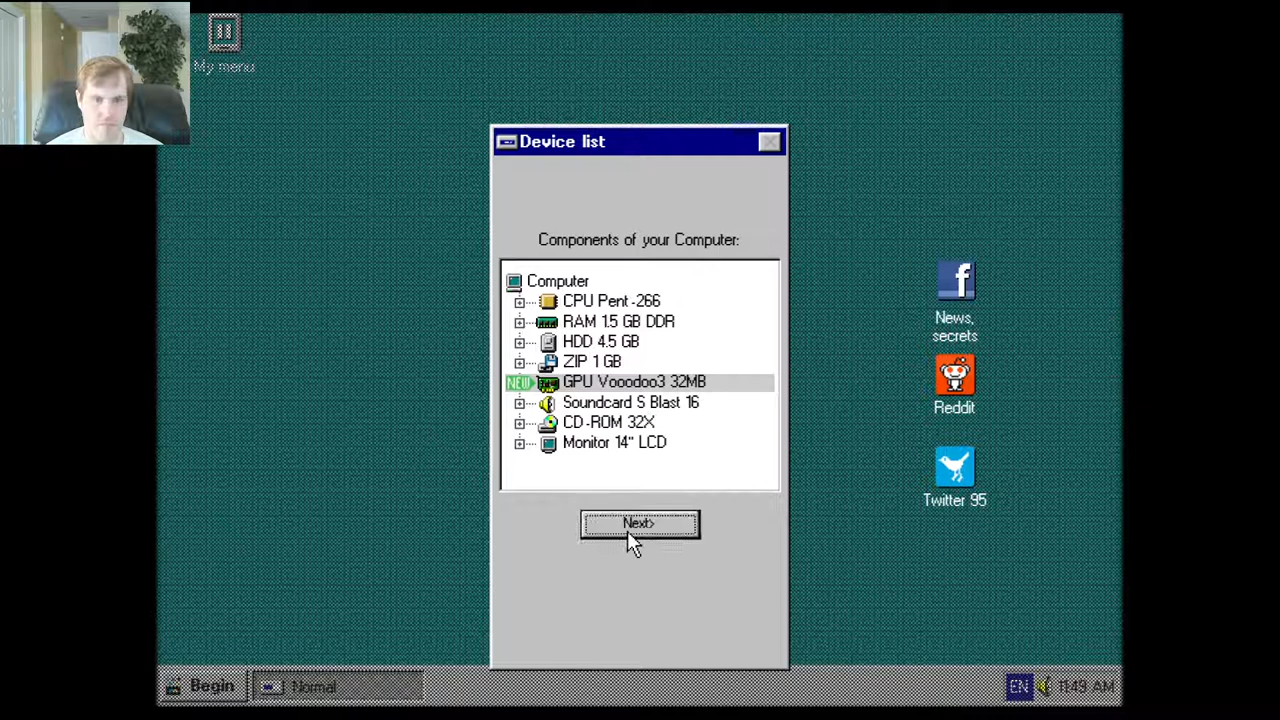 My menu
Device list
Components of your Computer:
Computer
CPU Pent-266
RAM 1.5 GB DDR
HDD 4.5 GB
ZIP 1 GB
NEW GPU Vooodoo3 32MB
Soundcard S Blast 16
CD-ROM 32X
Monitor 14" LCD
Next>
News,
secrets
Reddit
Twitter 95
Begin
Normal
EN
11:49 AM